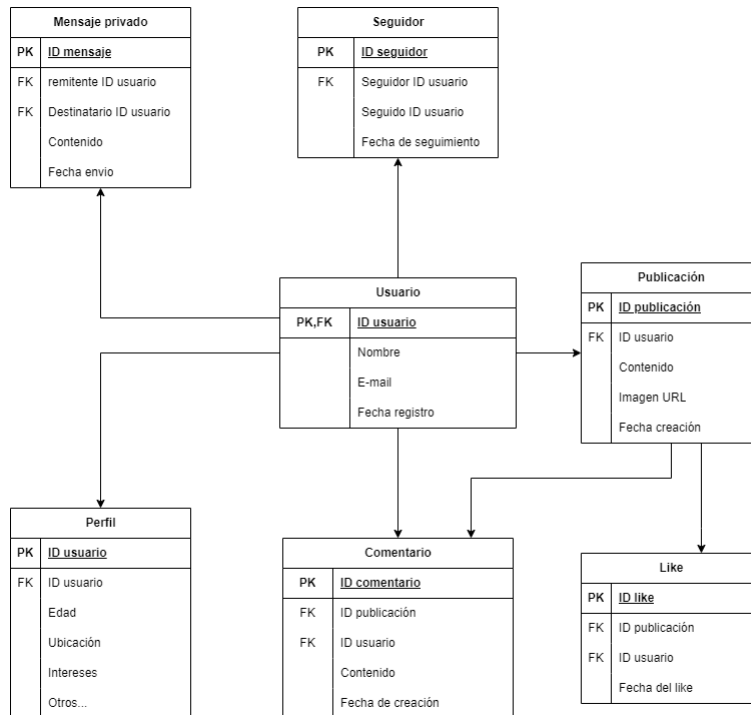 Mensaje privado
PK ID mensaje
FK remitente ID usuario
FK Destinatario ID usuario
Contenido
Fecha envio
Seguidor
PK ID seguidor
FK Seguidor ID usuario
Seguido ID usuario
Fecha de seguimiento
Usuario
PK,FK ID usuario
Nombre
E-mail
Fecha registro
Publicación
PK ID publicación
FK ID usuario
Contenido
Imagen URL
Fecha creación
Perfil
PK ID usuario
FK ID usuario
Edad
Ubicación
Intereses
Otros...
Comentario
PK ID comentario
FK ID publicación
FK ID usuario
Contenido
Fecha de creación
Like
PK ID like
FK ID publicación
FK ID usuario
Fecha del like